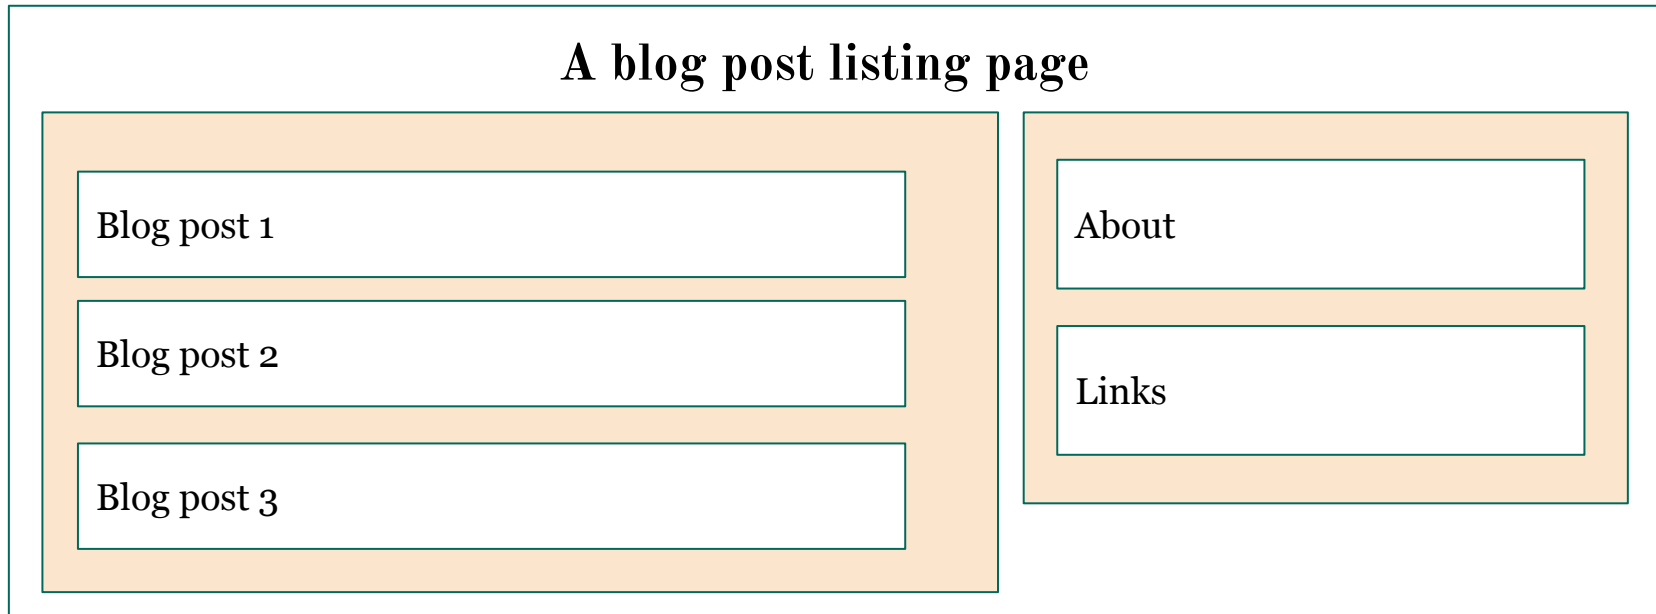 A blog post listing page
Blog post 1
Blog post 2
Blog post 3
About
Links